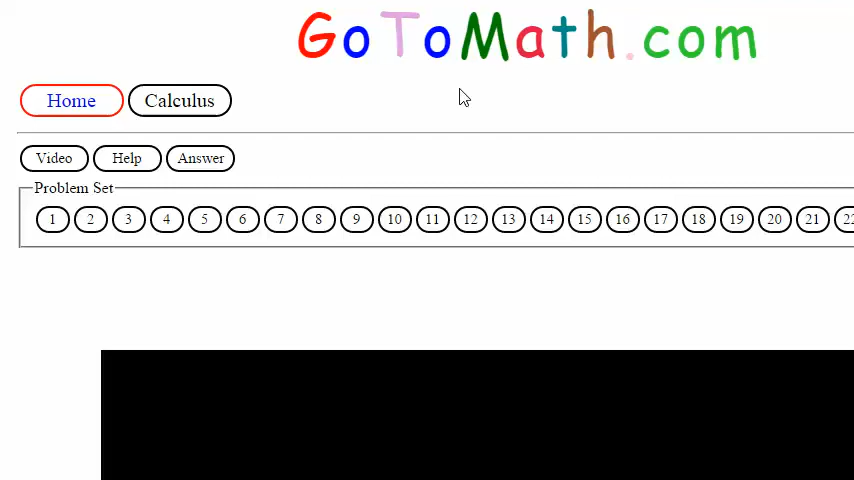 GoToMath.com
Home Calculus
Video Help Answer
Problem Set
1 2 3 4 5 6 7 8 9 10 11 12 13 14 15 16 17 18 19 20 21 22